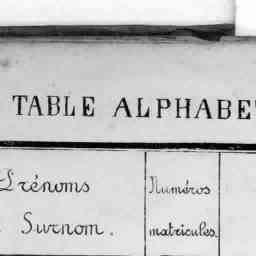 TABLE ALPHABE
Prénoms
Surnom.
Numéros
matricules.